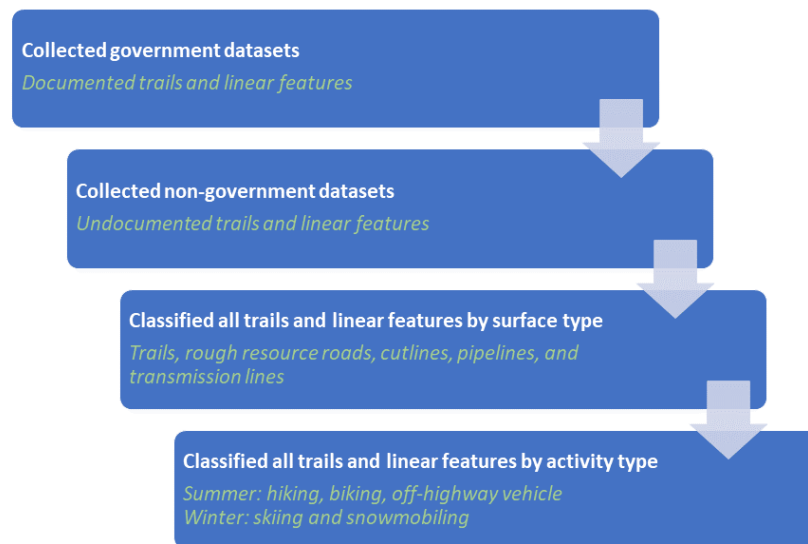 Collected government datasets
Documented trails and linear features
Collected non-government datasets
Undocumented trails and linear features
Classified all trails and linear features by surface type
Trails, rough resource roads, cutlines, pipelines, and
transmission lines
Classified all trails and linear features by activity type
Summer: hiking, biking, off-highway vehicle
Winter: skiing and snowmobiling